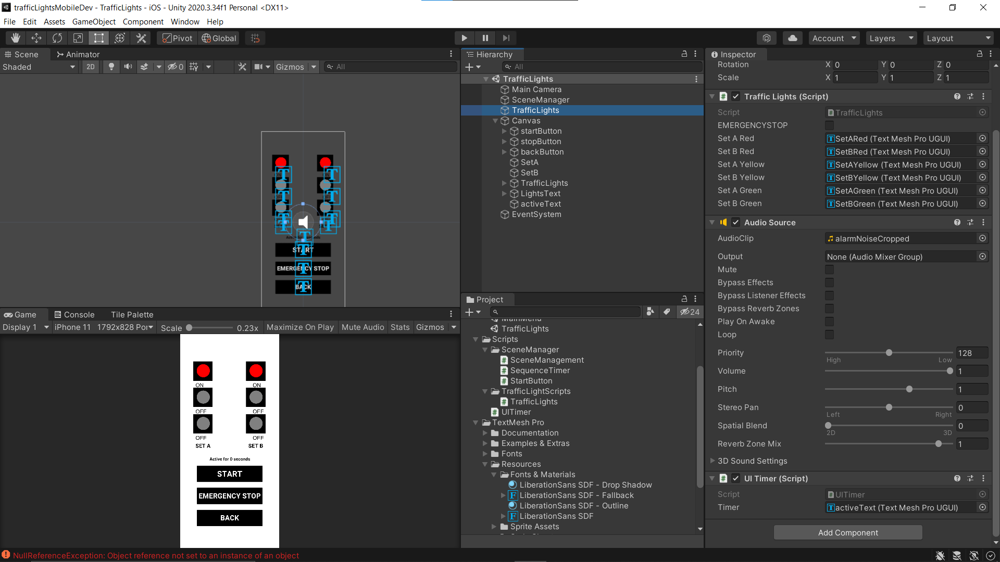 trafficLightsMobileDev - TrafficLights - iOS - Unity 2020.3.34f1 Personal <DX11>
File Edit Assets GameObject Component Window Help
Pivot Global Account Layers Layout
Scene Animator
Shaded 2D 0 Gizmos All
START
EMERGENCY STOP
BACK
Game Console Tile Palette
Display 1 iPhone 11 1792x828 Scale 0.23x Maximize On Play Mute Audio Stats Gizmos
ON ON
OFF OFF
OFF OFF
SET A SET B
Active for 0 seconds
START
EMERGENCY STOP
BACK
Hierarchy
All
TrafficLights
Main Camera
SceneManager
TrafficLights
Canvas
startButton
stopButton
backButton
SetA
SetB
TrafficLights
LightsText
activeText
EventSystem
Project
24
MainMenu
TrafficLights
Scripts
SceneManager
SceneManagement
SequenceTimer
StartButton
TrafficLightScripts
TrafficLights
UITimer
TextMesh Pro
Documentation
Examples & Extras
Fonts
Resources
Fonts & Materials
LiberationSans SDF - Drop Shadow
LiberationSans SDF - Fallback
LiberationSans SDF - Outline
LiberationSans SDF
Sprite Assets
Inspector
Rotation X 0 Y 0 Z 0
Scale X 1 Y 1 Z 1
Traffic Lights (Script)
Script TrafficLights
EMERGENCYSTOP
Set A Red SetARed (Text Mesh Pro UGUI)
Set B Red SetBRed (Text Mesh Pro UGUI)
Set A Yellow SetAYellow (Text Mesh Pro UGUI)
Set B Yellow SetBYellow (Text Mesh Pro UGUI)
Set A Green SetAGreen (Text Mesh Pro UGUI)
Set B Green SetBGreen (Text Mesh Pro UGUI)
Audio Source
AudioClip alarmNoiseCropped
Output None (Audio Mixer Group)
Mute
Bypass Effects
Bypass Listener Effects
Bypass Reverb Zones
Play On Awake
Loop
Priority 128
High Low
Volume 1
Pitch 1
Stereo Pan 0
Left Right
Spatial Blend 0
2D 3D
Reverb Zone Mix 1
3D Sound Settings
UI Timer (Script)
Script UITimer
Timer activeText (Text Mesh Pro UGUI)
Add Component
NullReferenceException: Object reference not set to an instance of an object